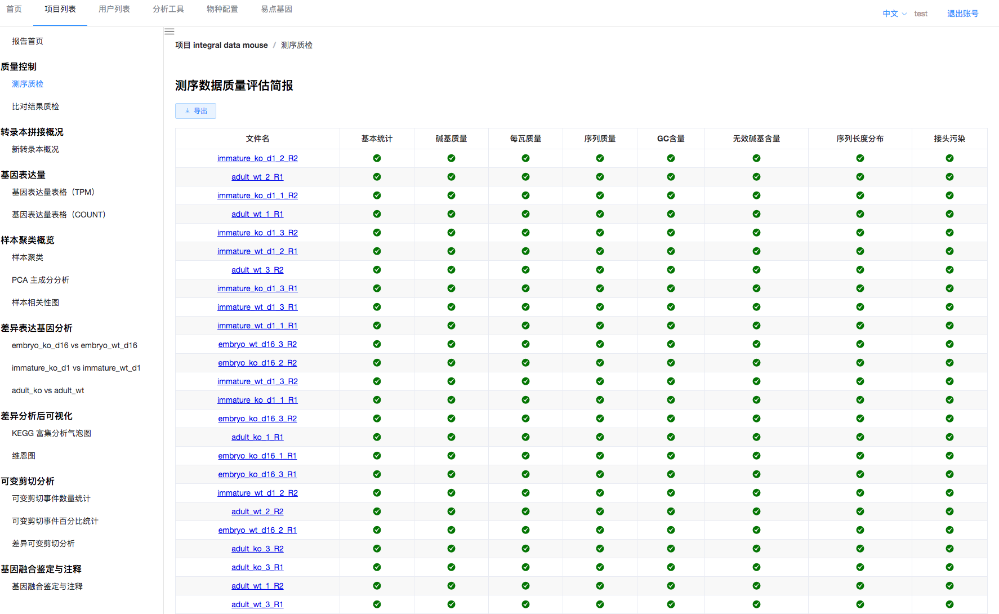 首页 项目列表 用户列表 分析工具 物种配置 易点基因 中文 test 退出账号
报告首页
质量控制
测序质检
比对结果质检
转录本拼接概况
新转录本概况
基因表达量
基因表达量表格（TPM）
基因表达量表格（COUNT）
样本聚类概览
样本聚类
PCA 主成分分析
样本相关性图
差异表达基因分析
embryo_ko_d16 vs embryo_wt_d16
immature_ko_d1 vs immature_wt_d1
adult_ko vs adult_wt
差异分析后可视化
KEGG 富集分析气泡图
维恩图
可变剪切分析
可变剪切事件数量统计
可变剪切事件百分比统计
差异可变剪切分析
基因融合鉴定与注释
基因融合鉴定与注释
项目 integral data mouse / 测序质检
测序数据质量评估简报
导出
文件名 基本统计 碱基质量 每瓦质量 序列质量 GC含量 无效碱基含量 序列长度分布 接头污染
immature_ko_d1_2_R2
adult_wt_2_R1
immature_ko_d1_1_R2
adult_wt_1_R1
immature_ko_d1_3_R2
immature_wt_d1_2_R1
adult_wt_3_R2
immature_ko_d1_3_R1
immature_wt_d1_3_R1
immature_wt_d1_1_R1
embryo_wt_d16_3_R2
embryo_ko_d16_2_R2
immature_wt_d1_3_R2
immature_ko_d1_1_R1
embryo_ko_d16_3_R2
adult_ko_1_R1
embryo_ko_d16_1_R1
embryo_ko_d16_3_R1
immature_wt_d1_2_R2
adult_wt_2_R2
embryo_wt_d16_2_R1
adult_ko_3_R2
adult_ko_3_R1
adult_wt_1_R2
adult_wt_3_R1